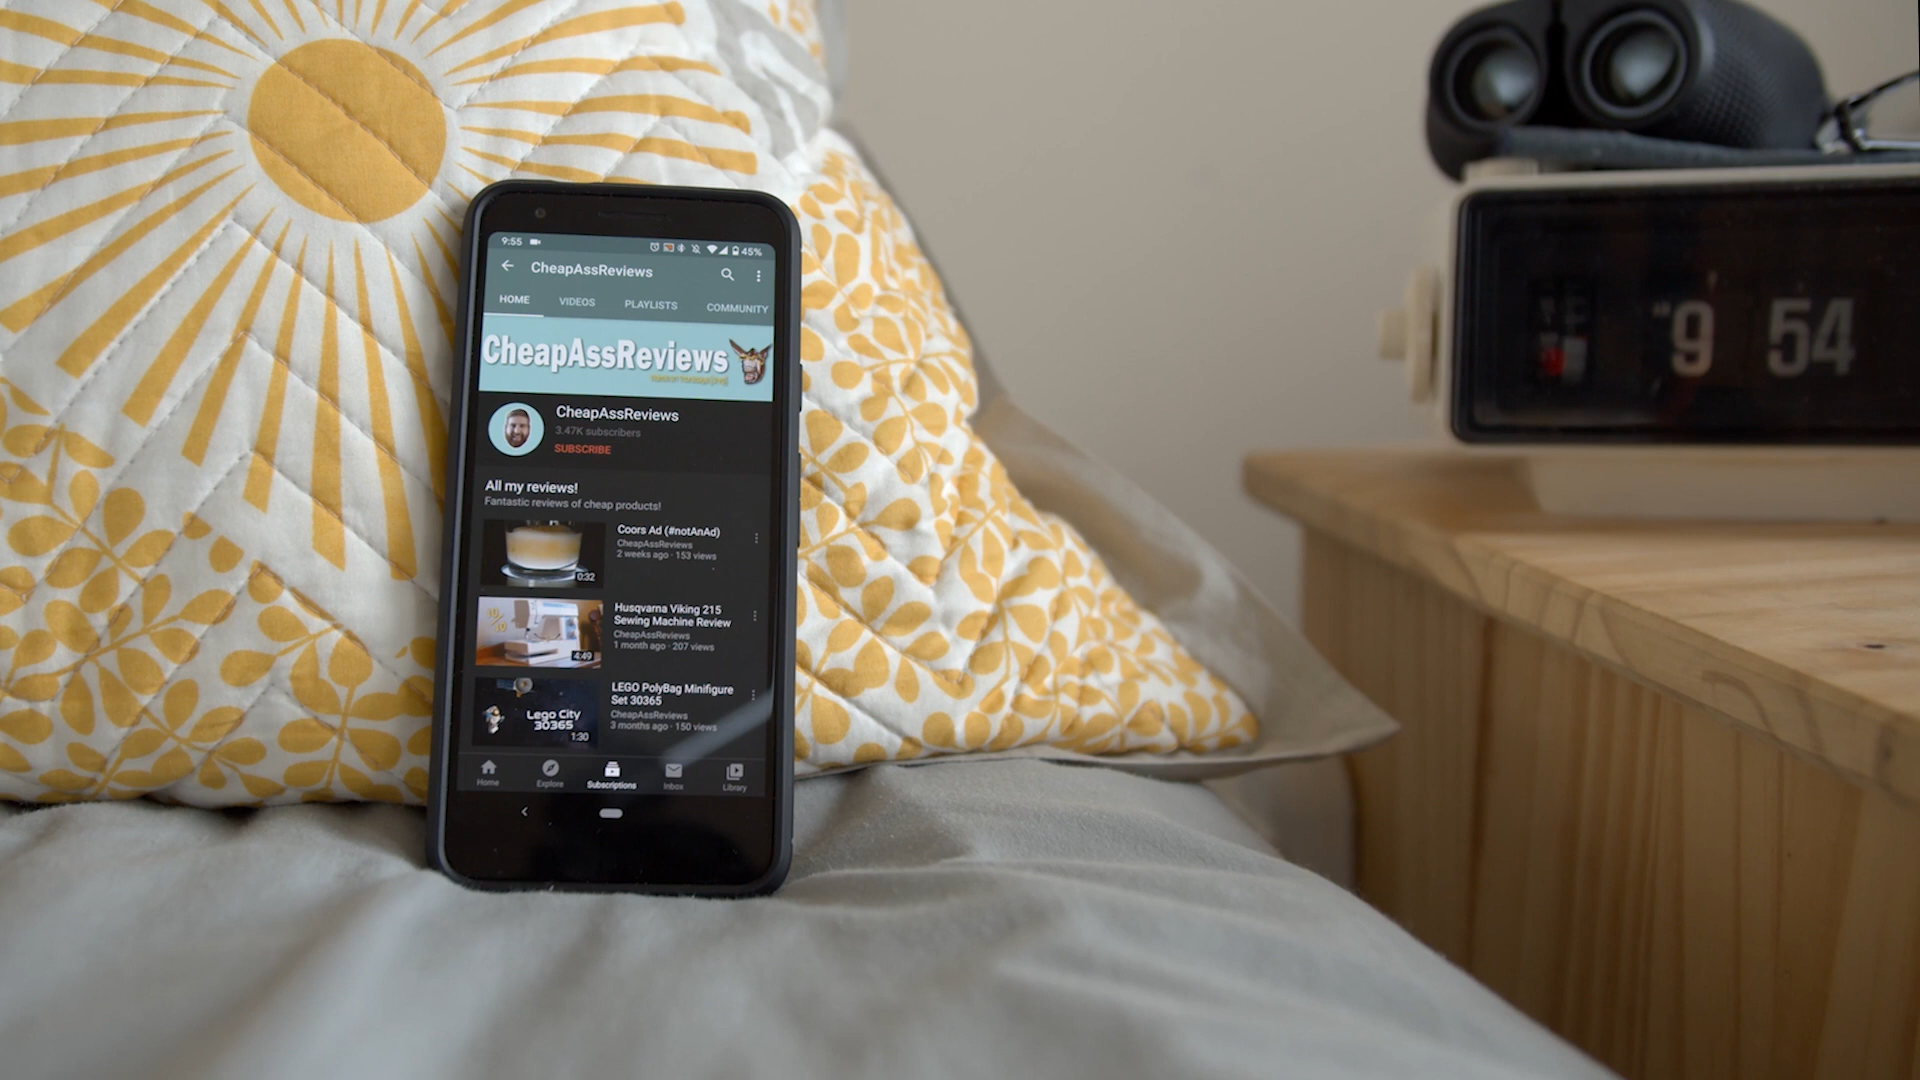 9:55
45%
CheapAssReviews
HOME VIDEOS PLAYLISTS COMMUNITY
CheapAssReviews
CheapAssReviews
3.47K subscribers
SUBSCRIBE
All my reviews!
Fantastic reviews of cheap products!
Coors Ad (#notAnAd)
CheapAssReviews
2 weeks ago · 153 views
0:32
Husqvarna Viking 215
Sewing Machine Review
CheapAssReviews
1 month ago · 207 views
10/10
4:49
LEGO PolyBag Minifigure
Set 30365
CheapAssReviews
3 months ago · 150 views
Lego City
30365
1:30
Home Explore Subscriptions Inbox Library
9 54